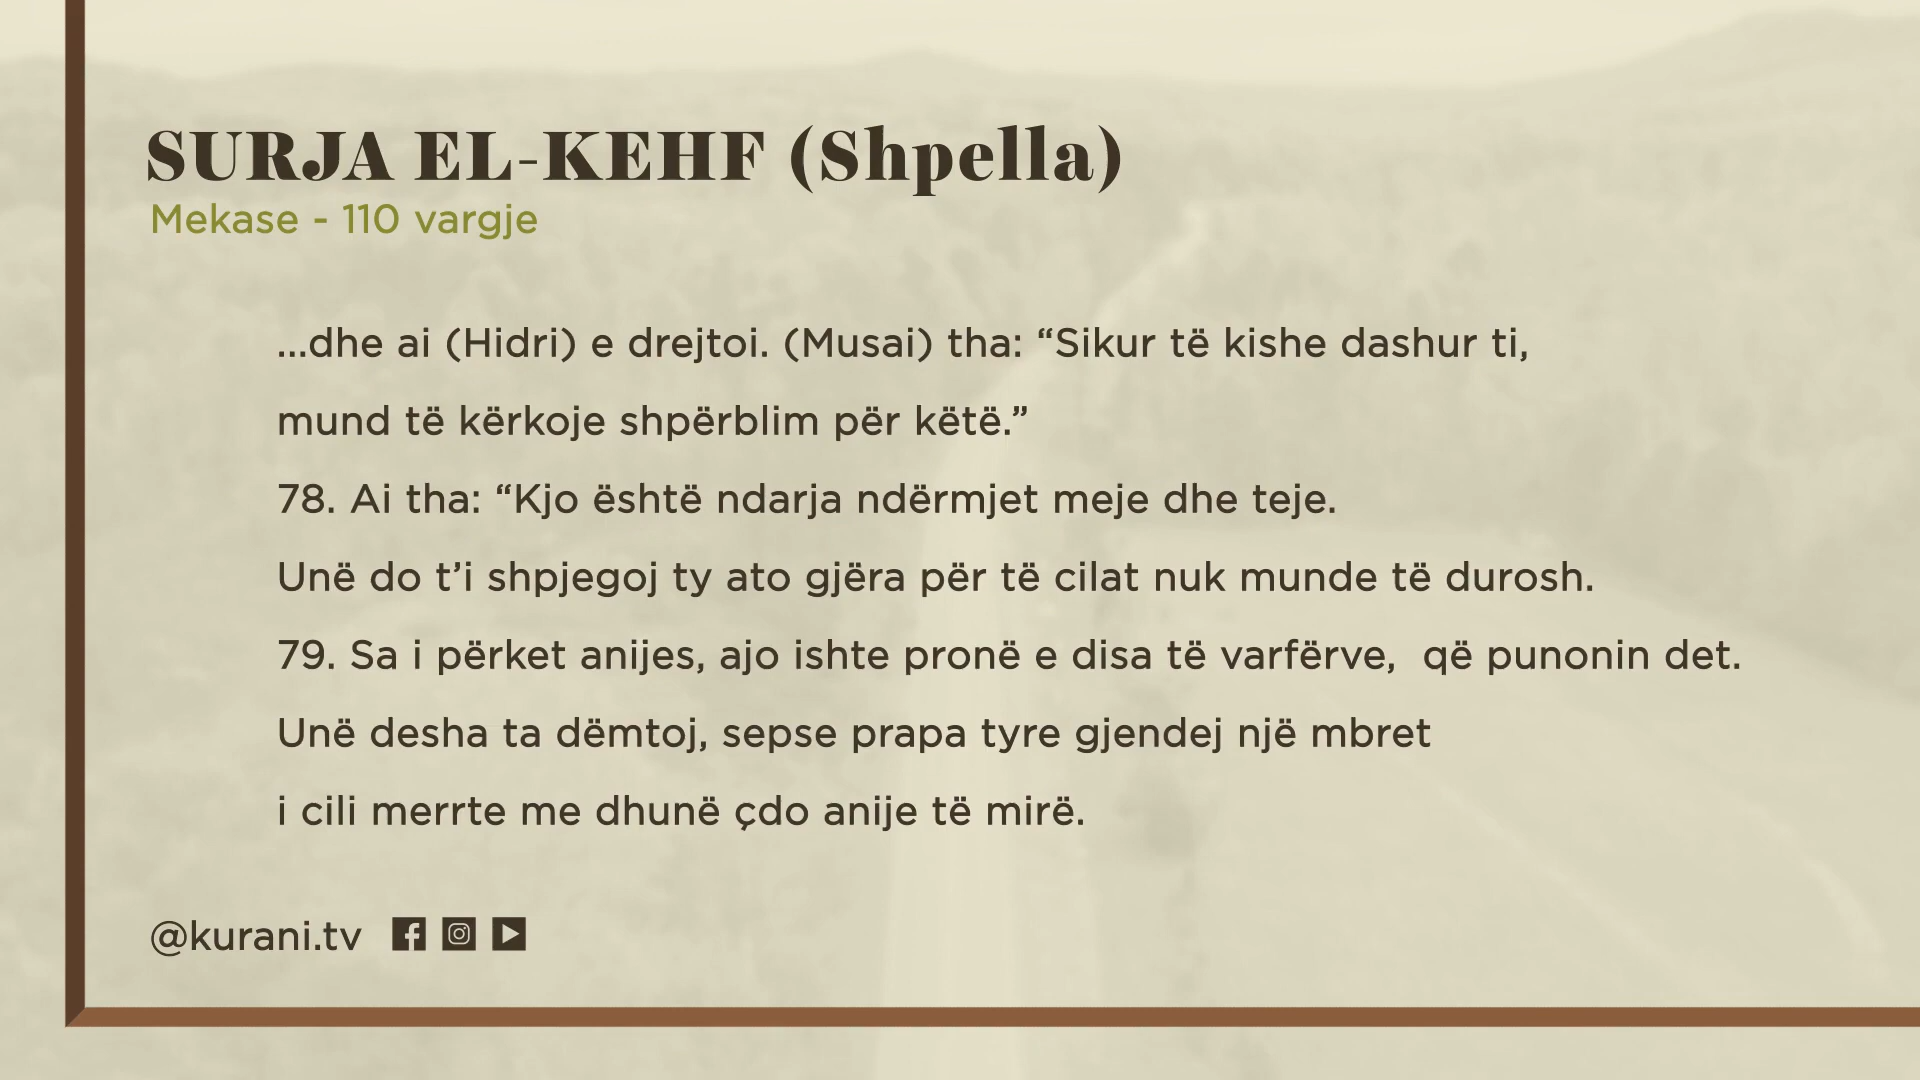 SURJA EL-KEHF (Shpella)
Mekase - 110 vargje
...dhe ai (Hidri) e drejtoi. (Musai) tha: “Sikur të kishe dashur ti,
mund të kërkoje shpërblim për këtë.”
78. Ai tha: “Kjo është ndarja ndërmjet meje dhe teje.
Unë do t’i shpjegoj ty ato gjëra për të cilat nuk munde të durosh.
79. Sa i përket anijes, ajo ishte pronë e disa të varfërve,  që punonin det.
Unë desha ta dëmtoj, sepse prapa tyre gjendej një mbret
i cili merrte me dhunë çdo anije të mirë.
@kurani.tv